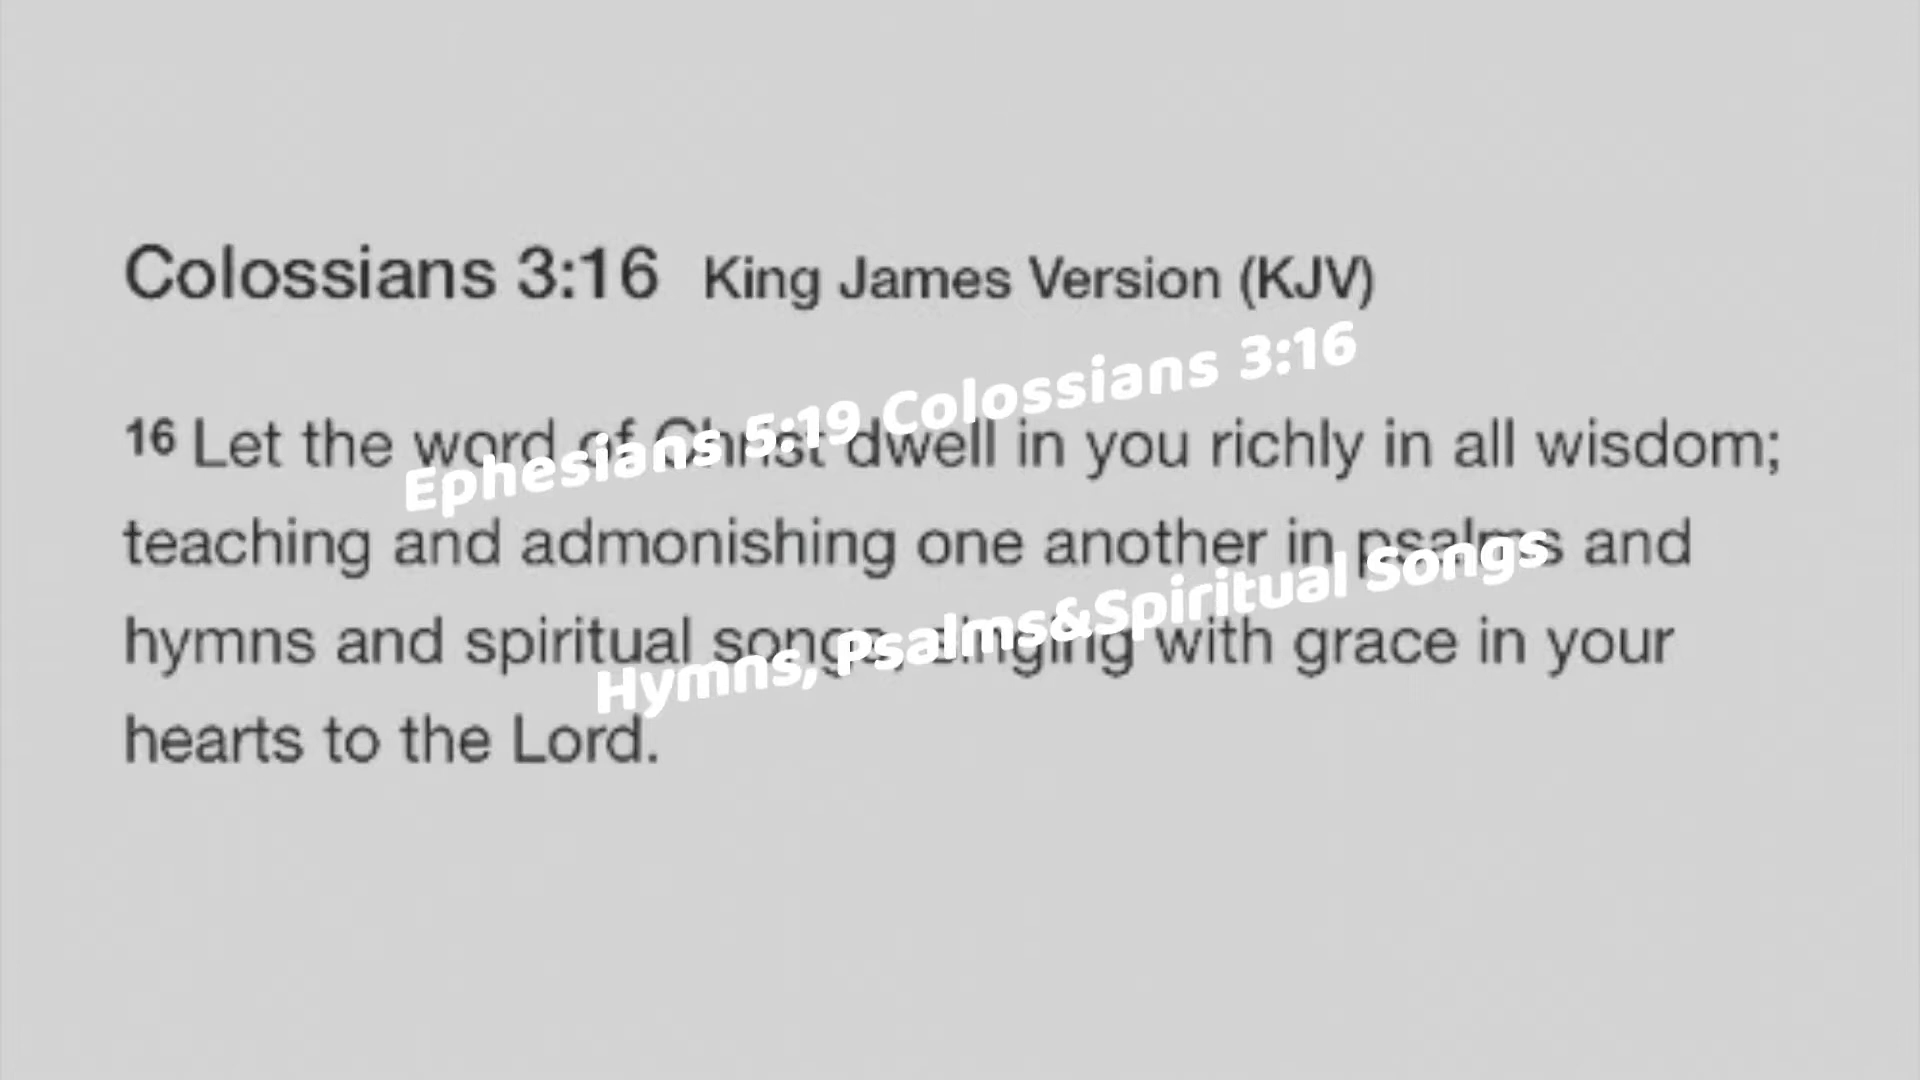 Colossians 3:16 King James Version (KJV)
Ephesians 5:19 Colossians 3:16
16 Let the word of Christ dwell in you richly in all wisdom;
teaching and admonishing one another in psalms and
Hymns, Psalms&Spiritual Songs
hymns and spiritual songs, singing with grace in your
hearts to the Lord.